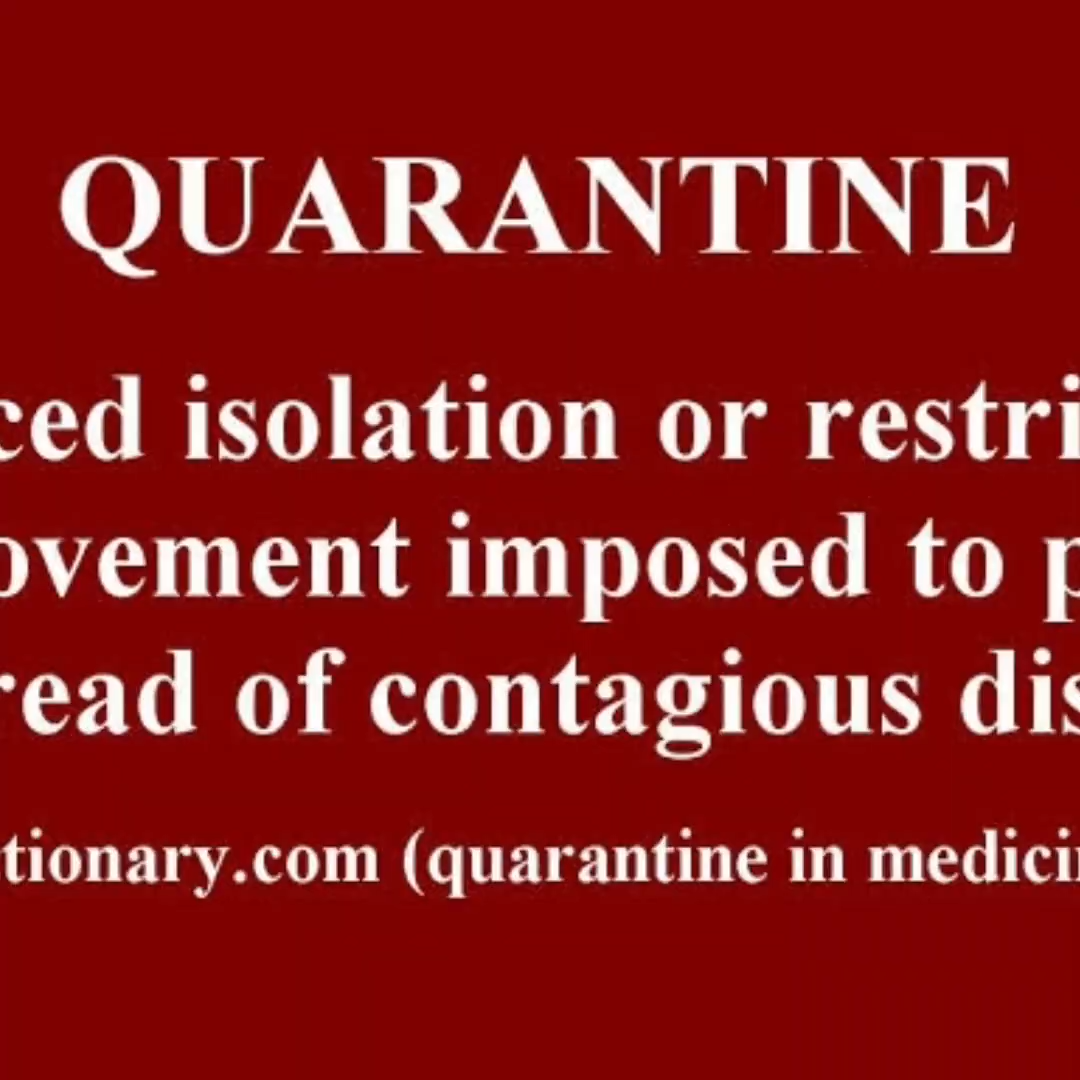 QUARANTINE
ced isolation or restri
ovement imposed to p
read of contagious dis
tionary.com (quarantine in medici